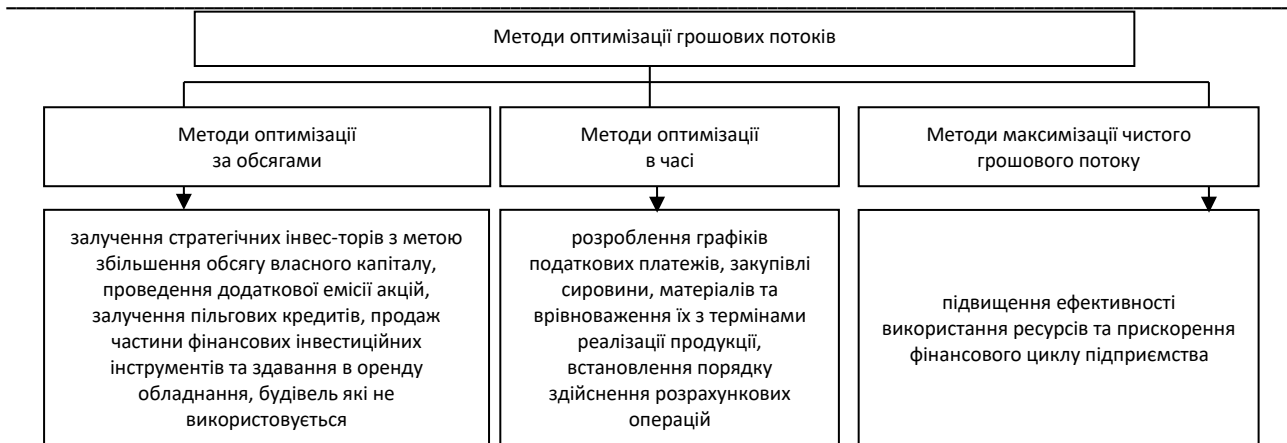 Методи оптимізації грошових потоків
Методи оптимізації
за обсягами
Методи оптимізації
в часі
Методи максимізації чистого
грошового потоку
залучення стратегічних інвес-торів з метою
збільшення обсягу власного капіталу,
проведення додаткової емісії акцій,
залучення пільгових кредитів, продаж
частини фінансових інвестиційних
інструментів та здавання в оренду
обладнання, будівель які не
використовується
розроблення графіків
податкових платежів, закупівлі
сировини, матеріалів та
врівноваження їх з термінами
реалізації продукції,
встановлення порядку
здійснення розрахункових
операцій
підвищення ефективності
використання ресурсів та прискорення
фінансового циклу підприємства